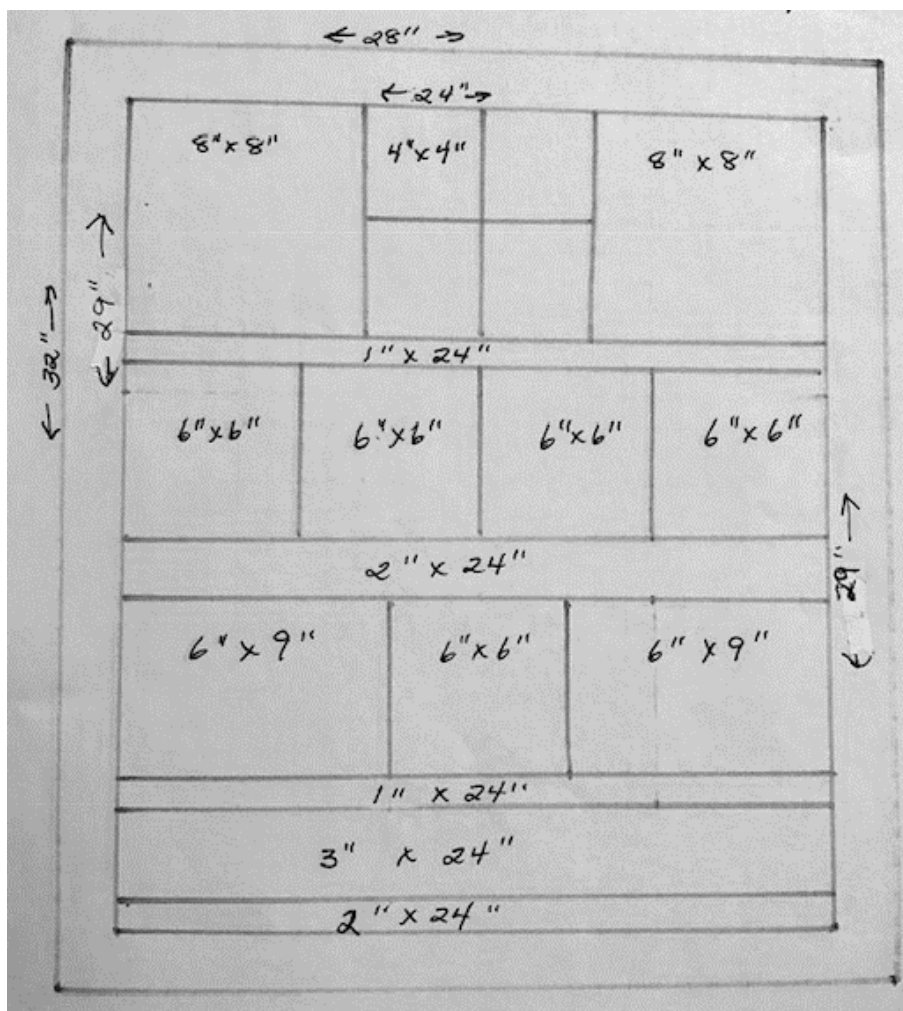 28"
24"
8" x 8" 4" x 4" 8" x 8"
29"
32"
1" x 24"
6" x 6" 6" x 6" 6" x 6" 6" x 6"
2" x 24"
29"
6" x 9" 6" x 6" 6" x 9"
1" x 24"
3" x 24"
2" x 24"